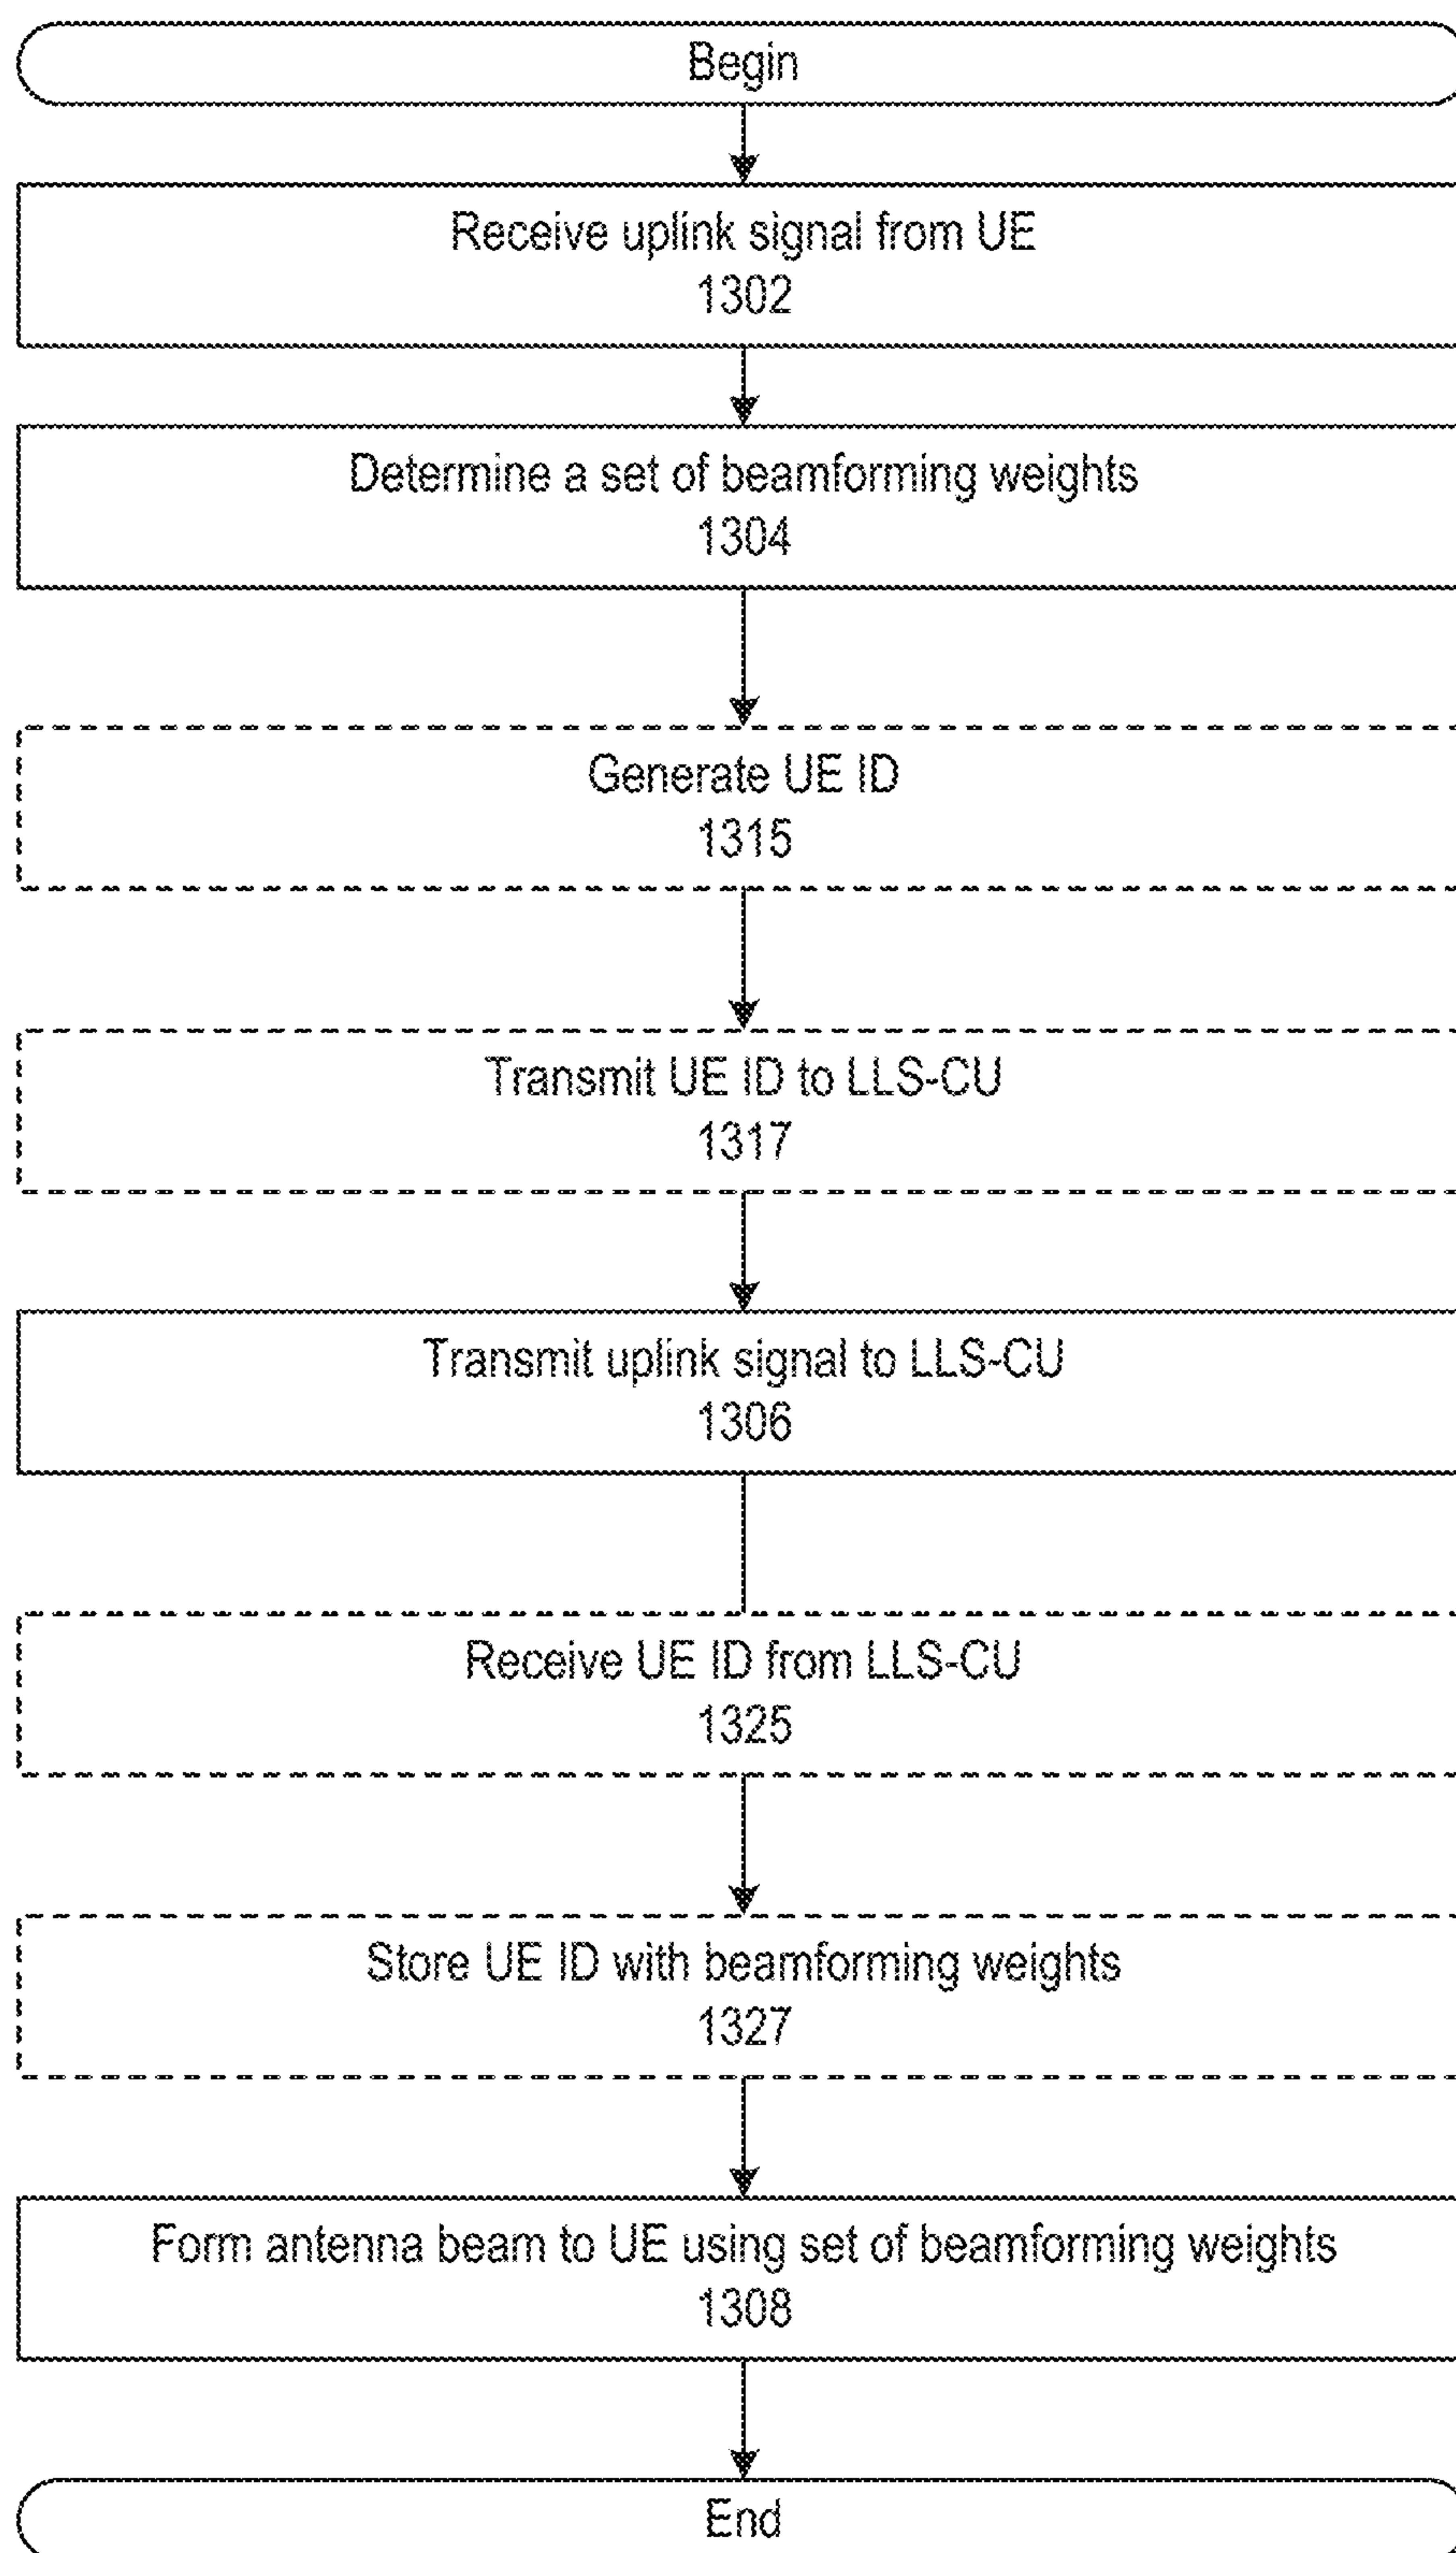 Begin
Receive uplink signal from UE
1302
Determine a set of beamforming weights
1304
Generate UE ID
1315
Transmit UE ID to LLS-CU
1317
Transmit uplink signal to LLS-CU
1306
Receive UE ID from LLS-CU
1325
Store UE ID with beamforming weights
1327
Form antenna beam to UE using set of beamforming weights
1308
End